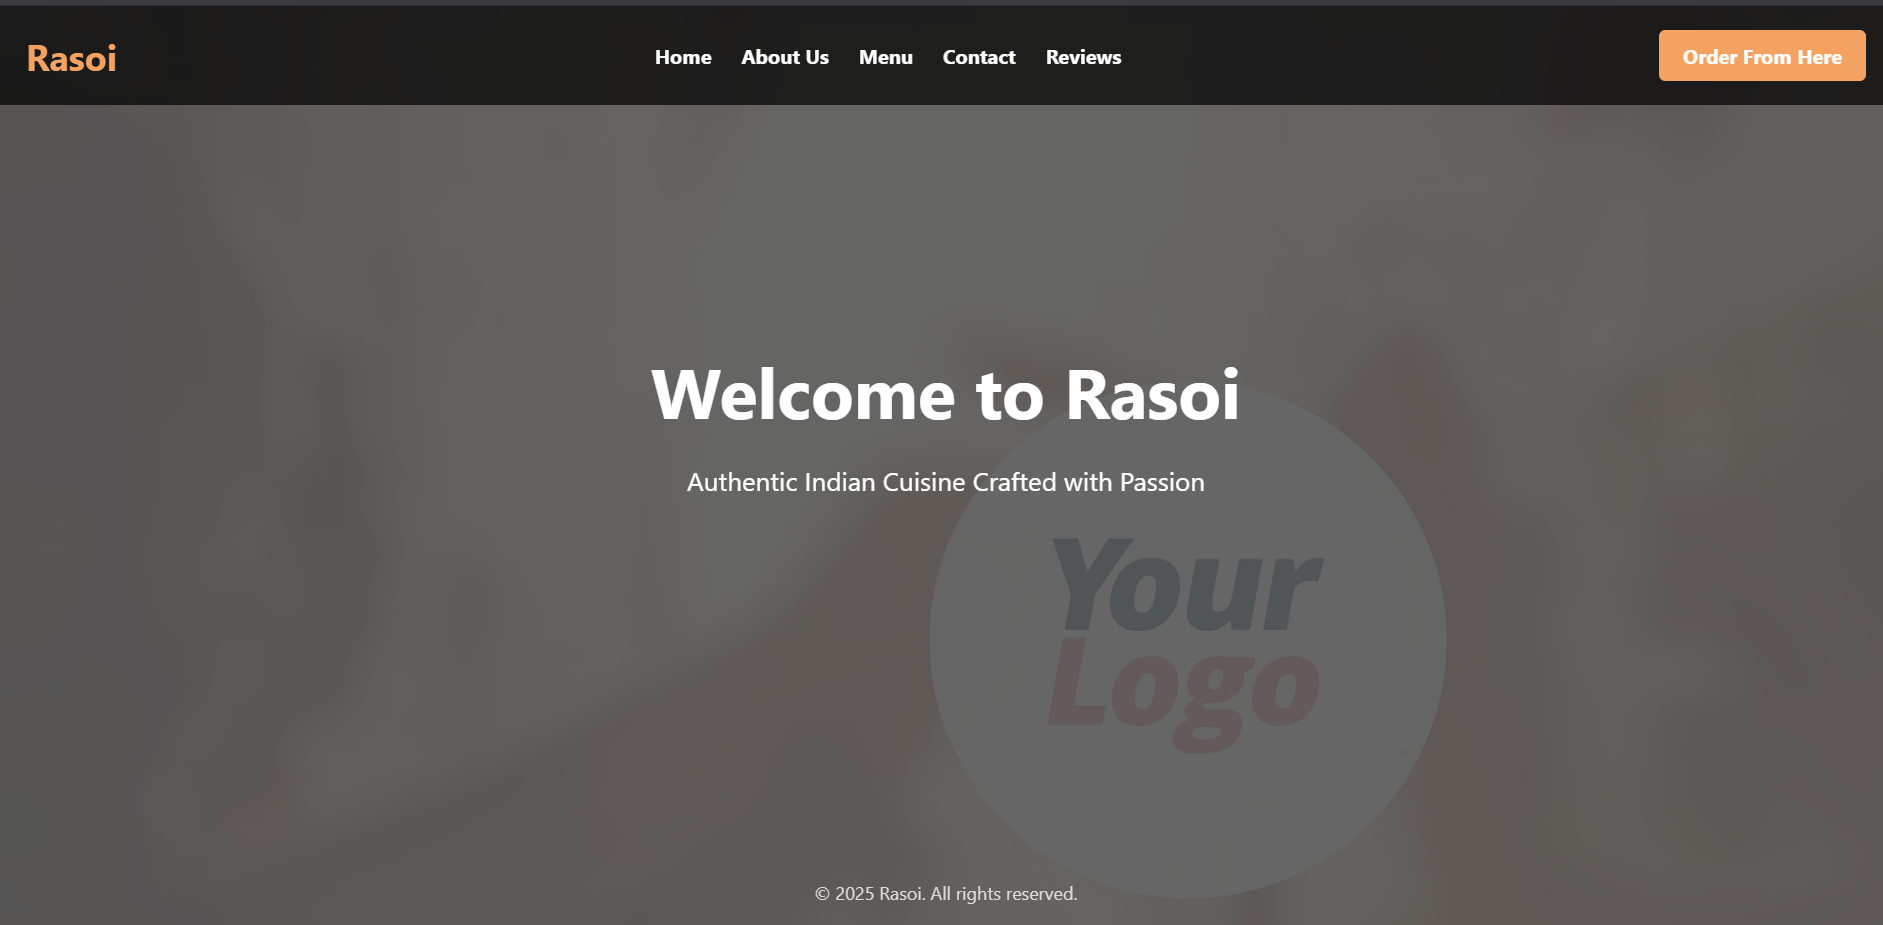 Rasoi
Home About Us Menu Contact Reviews
Order From Here
Welcome to Rasoi
Authentic Indian Cuisine Crafted with Passion
Your
Logo
© 2025 Rasoi. All rights reserved.